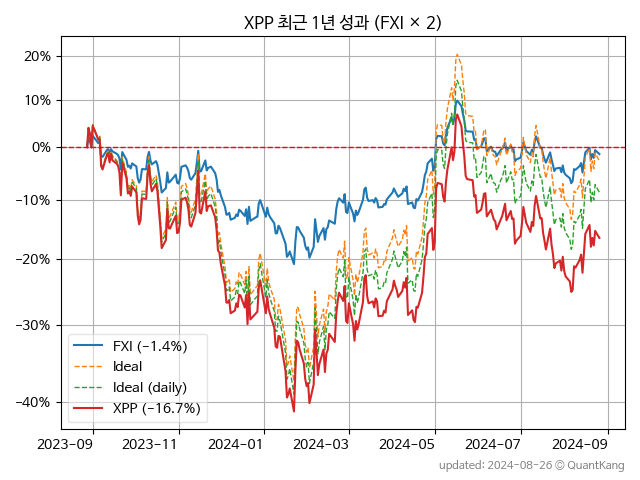 XPP 최근 1년 성과 (FXI × 2)
20%
10%
0%
−10%
−20%
−30%
−40%
FXI (−1.4%)
Ideal
Ideal (daily)
XPP (−16.7%)
2023-09 2023-11 2024-01 2024-03 2024-05 2024-07 2024-09
updated: 2024-08-26 © QuantKang